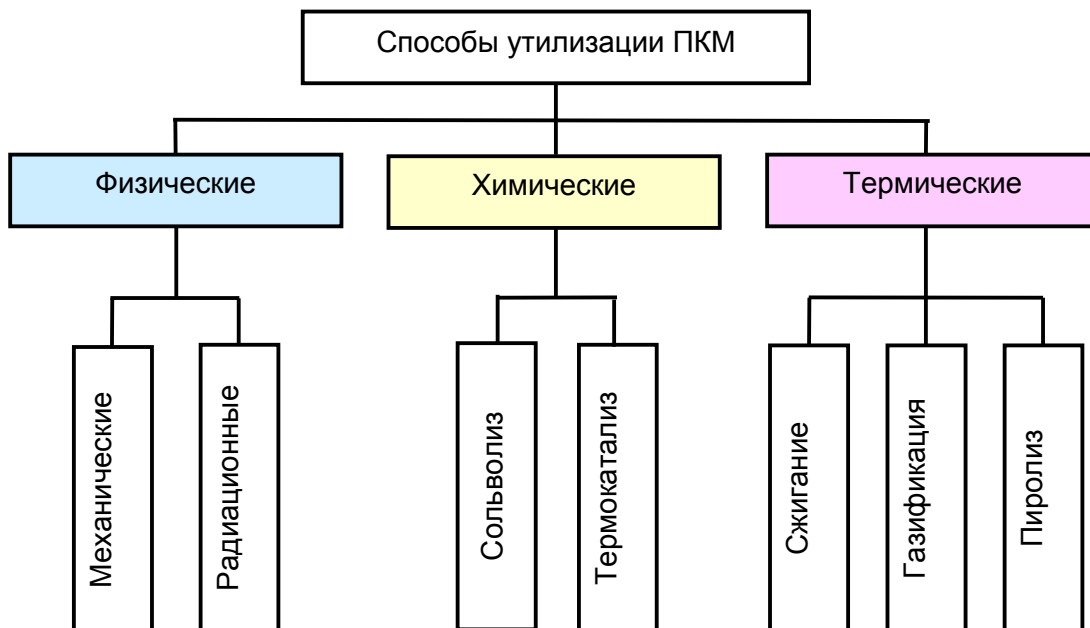 Способы утилизации ПКМ
Физические
Химические
Термические
Механические
Радиационные
Сольволиз
Термокатализ
Сжигание
Газификация
Пиролиз